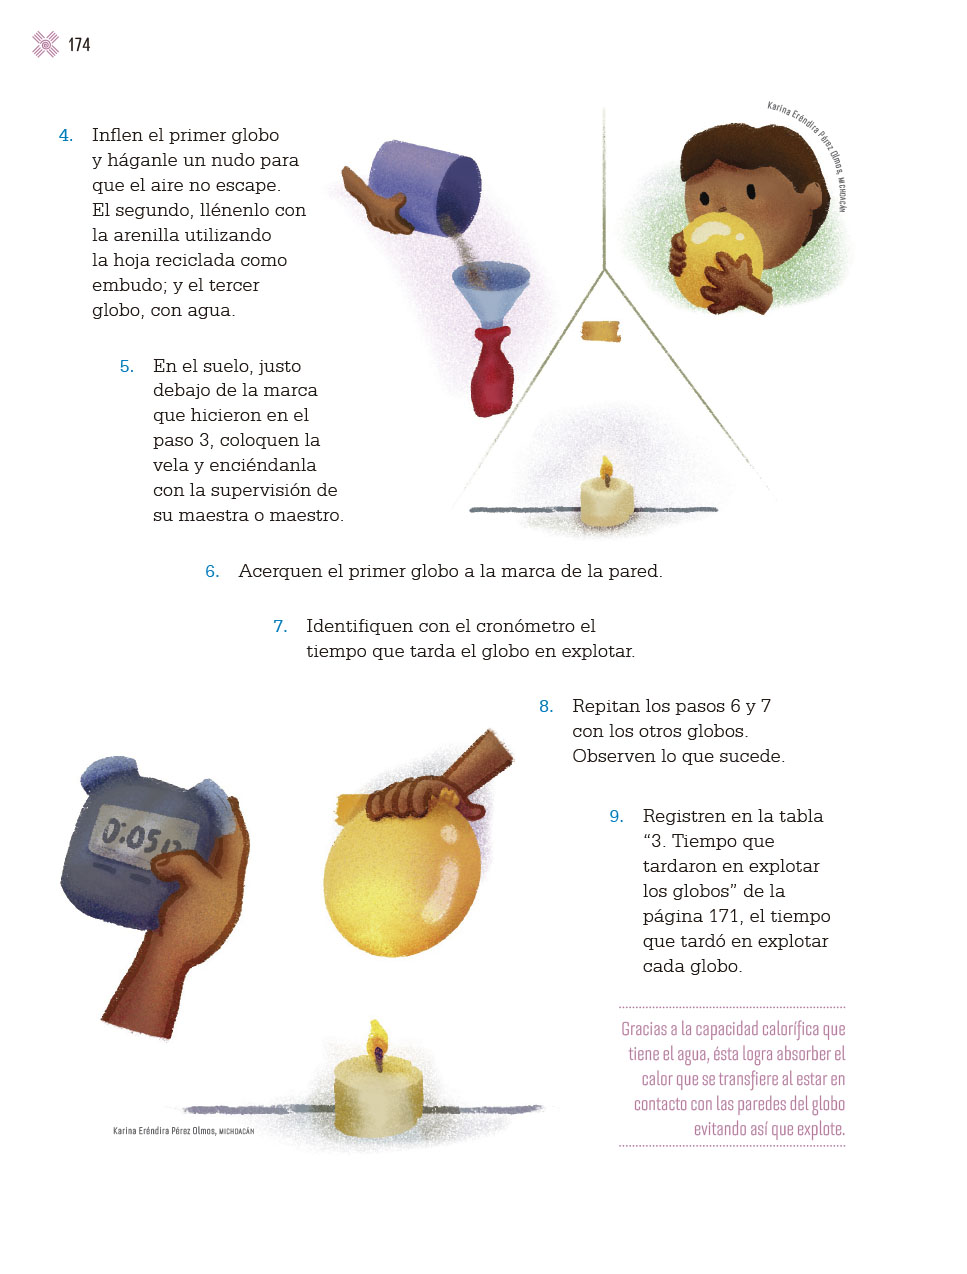 174
Karina Eréndira Pérez Olmos, MICHOACÁN
4. Inflen el primer globo
y háganle un nudo para
que el aire no escape.
El segundo, llénenlo con
la arenilla utilizando
la hoja reciclada como
embudo; y el tercer
globo, con agua.
5. En el suelo, justo
debajo de la marca
que hicieron en el
paso 3, coloquen la
vela y enciéndanla
con la supervisión de
su maestra o maestro.
6. Acerquen el primer globo a la marca de la pared.
7. Identifiquen con el cronómetro el
tiempo que tarda el globo en explotar.
8. Repitan los pasos 6 y 7
con los otros globos.
Observen lo que sucede.
9. Registren en la tabla
“3. Tiempo que
tardaron en explotar
los globos” de la
página 171, el tiempo
que tardó en explotar
cada globo.
Gracias a la capacidad calorífica que
tiene el agua, ésta logra absorber el
calor que se transfiere al estar en
contacto con las paredes del globo
evitando así que explote.
0:05
Karina Eréndira Pérez Olmos, MICHOACÁN